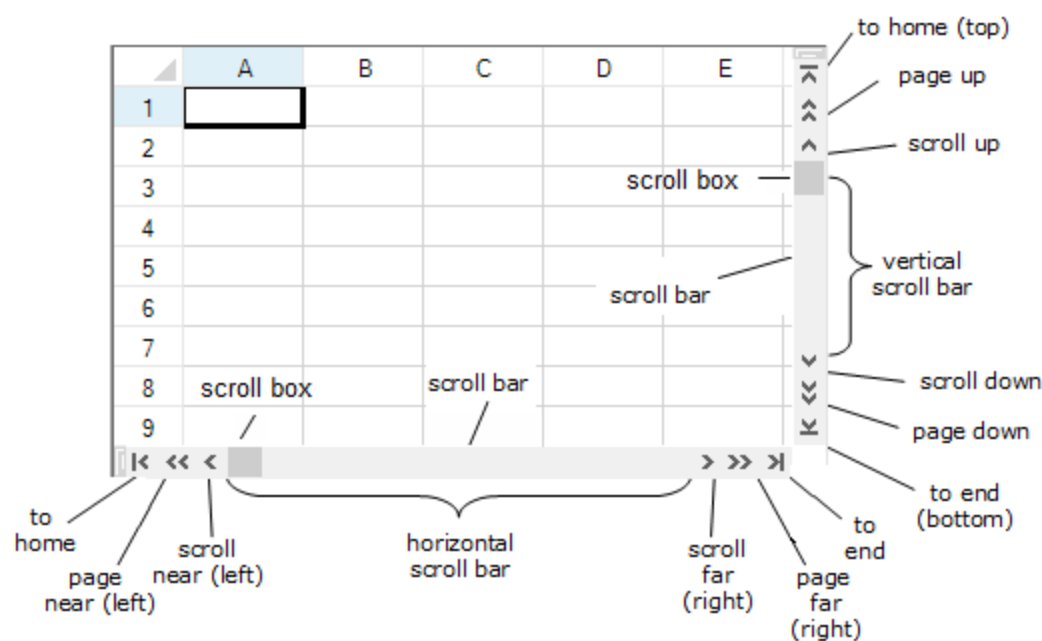 to home (top)
A B C D E
page up
1
scroll up
2
scroll box
3
4
vertical
scroll bar
5
scroll bar
6
7
scroll down
8
scroll box
scroll bar
9
page down
to end
(bottom)
to
home
page
near (left)
scroll
near (left)
horizontal
scroll bar
scroll
far
(right)
page
far
(right)
to
end